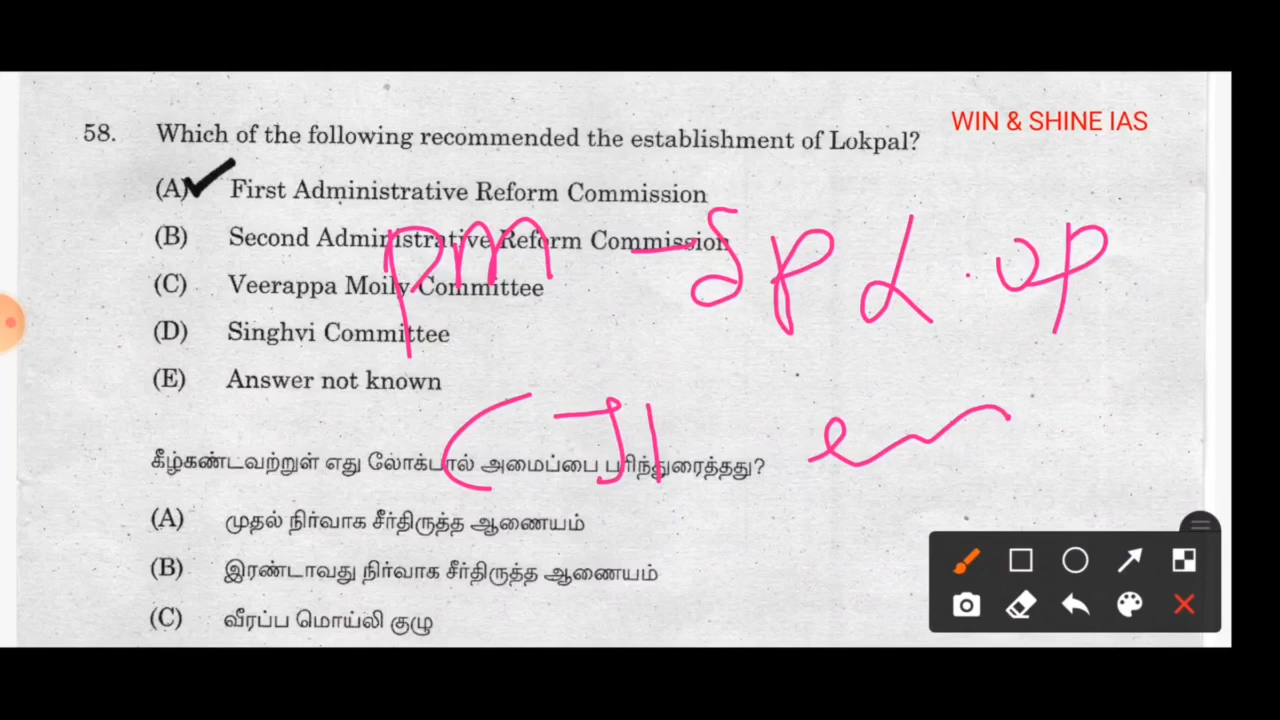 WIN & SHINE IAS
58. Which of the following recommended the establishment of Lokpal?
(A) First Administrative Reform Commission
(B) Second Administrative Reform Commission
(C) Veerappa Moily Committee
(D) Singhvi Committee
(E) Answer not known
pm - Sp L. op
CJI
கீழ்கண்டவற்றுள் எது லோக்பால் அமைப்பை பரிந்துரைத்தது?
(A) முதல் நிர்வாக சீர்திருத்த ஆணையம்
(B) இரண்டாவது நிர்வாக சீர்திருத்த ஆணையம்
(C) வீரப்ப மொய்லி குழு